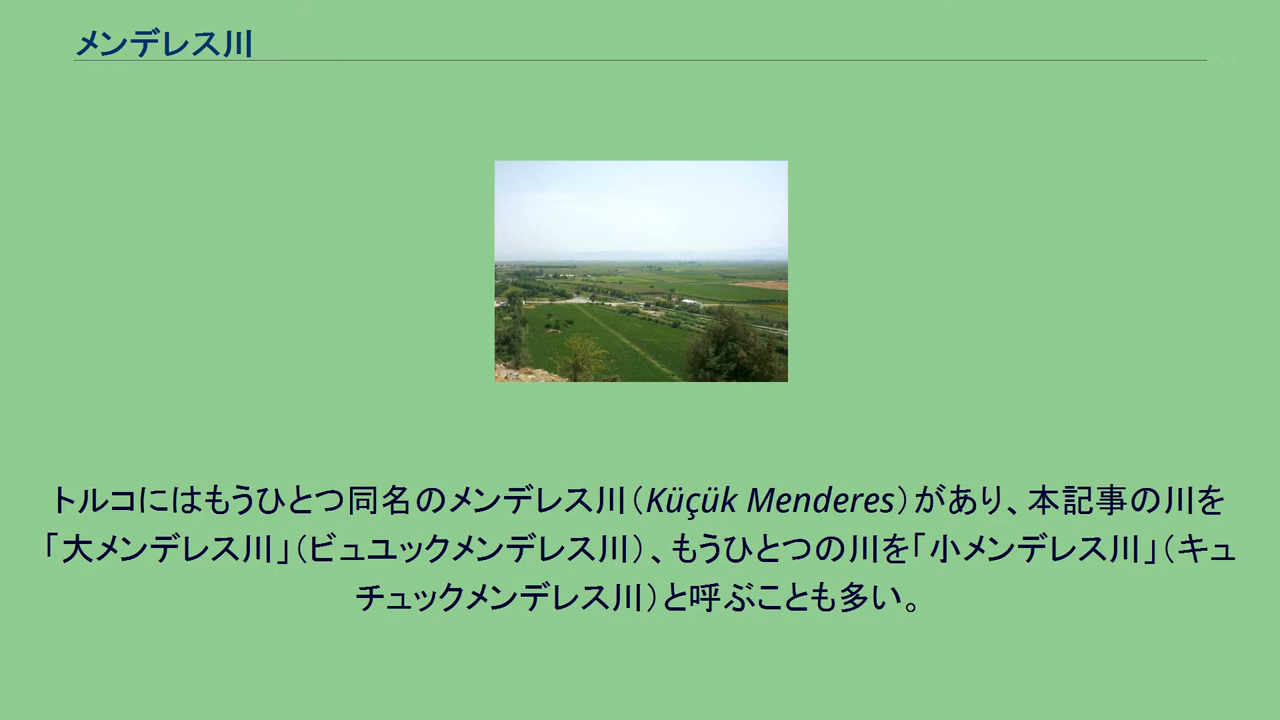 メンデレス川
トルコにはもうひとつ同名のメンデレス川（Küçük Menderes）があり、本記事の川を
「大メンデレス川」（ビュユックメンデレス川）、もうひとつの川を「小メンデレス川」（キュ
チュックメンデレス川）と呼ぶことも多い。